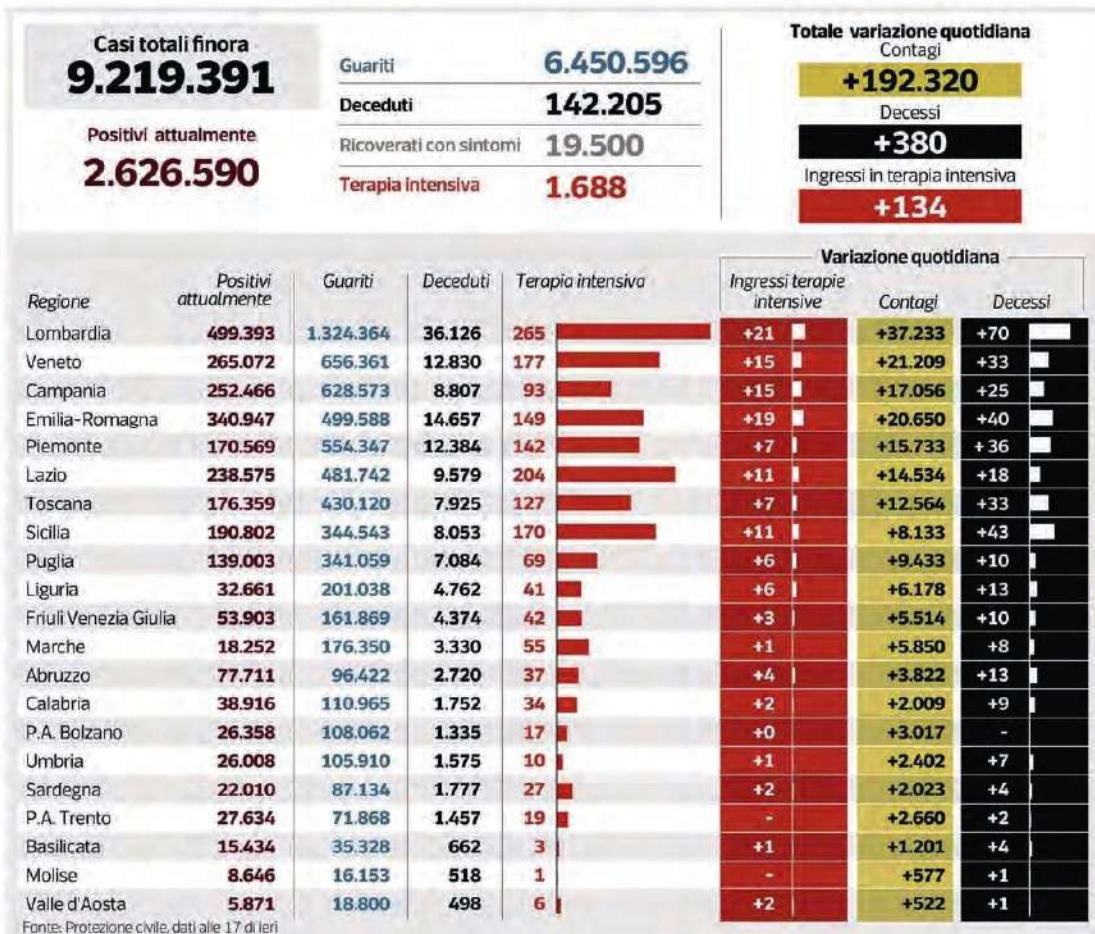 Casi totali finora
9.219.391
Positivi attualmente
2.626.590
Guariti 6.450.596
Deceduti 142.205
Ricoverati con sintomi 19.500
Terapia intensiva 1.688
Totale variazione quotidiana
Contagi
+192.320
Decessi
+380
Ingressi in terapia intensiva
+134
Variazione quotidiana
Regione Positivi attualmente Guariti Deceduti Terapia intensiva Ingressi terapie intensive Contagi Decessi
Lombardia 499.393 1.324.364 36.126 265 +21 +37.233 +70
Veneto 265.072 656.361 12.830 177 +15 +21.209 +33
Campania 252.466 628.573 8.807 93 +15 +17.056 +25
Emilia-Romagna 340.947 499.588 14.657 149 +19 +20.650 +40
Piemonte 170.569 554.347 12.384 142 +7 +15.733 +36
Lazio 238.575 481.742 9.579 204 +11 +14.534 +18
Toscana 176.359 430.120 7.925 127 +7 +12.564 +33
Sicilia 190.802 344.543 8.053 170 +11 +8.133 +43
Puglia 139.003 341.059 7.084 69 +6 +9.433 +10
Liguria 32.661 201.038 4.762 41 +6 +6.178 +13
Friuli Venezia Giulia 53.903 161.869 4.374 42 +3 +5.514 +10
Marche 18.252 176.350 3.330 55 +1 +5.850 +8
Abruzzo 77.711 96.422 2.720 37 +4 +3.822 +13
Calabria 38.916 110.965 1.752 34 +2 +2.009 +9
P.A. Bolzano 26.358 108.062 1.335 17 +0 +3.017 -
Umbria 26.008 105.910 1.575 10 +1 +2.402 +7
Sardegna 22.010 87.134 1.777 27 +2 +2.023 +4
P.A. Trento 27.634 71.868 1.457 19 - +2.660 +2
Basilicata 15.434 35.328 662 3 +1 +1.201 +4
Molise 8.646 16.153 518 1 - +577 +1
Valle d'Aosta 5.871 18.800 498 6 +2 +522 +1
Fonte: Protezione civile, dati alle 17 di ieri